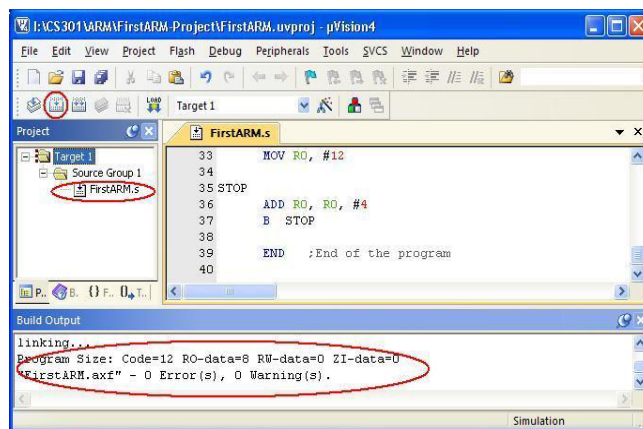 I:\CS301\ARM\FirstARM-Project\FirstARM.uvproj - µVision4
File Edit View Project Flash Debug Peripherals Tools SVCS Window Help
LOAD Target 1
Project
FirstARM.s
Target 1
Source Group 1
FirstARM.s
33 MOV R0, #12
34
35 STOP
36 ADD R0, R0, #4
37 B STOP
38
39 END ;End of the program
40
P.. B. {} F.. 0 T..
Build Output
linking...
Program Size: Code=12 RO-data=8 RW-data=0 ZI-data=0
"FirstARM.axf" - 0 Error(s), 0 Warning(s).
Simulation